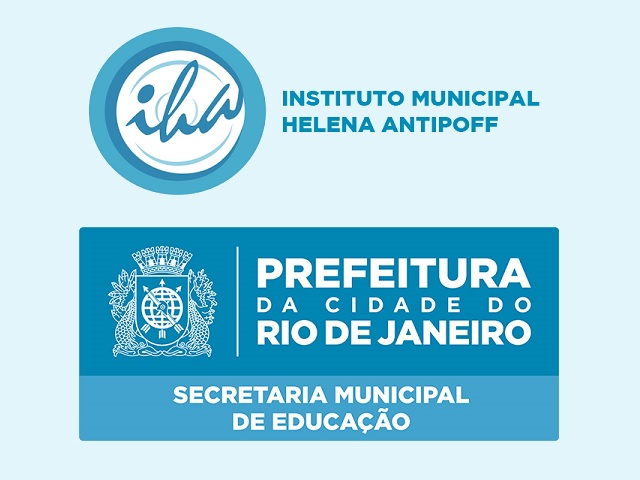 iha
INSTITUTO MUNICIPAL
HELENA ANTIPOFF
PREFEITURA
DA CIDADE DO
RIO DE JANEIRO
SECRETARIA MUNICIPAL
DE EDUCAÇÃO